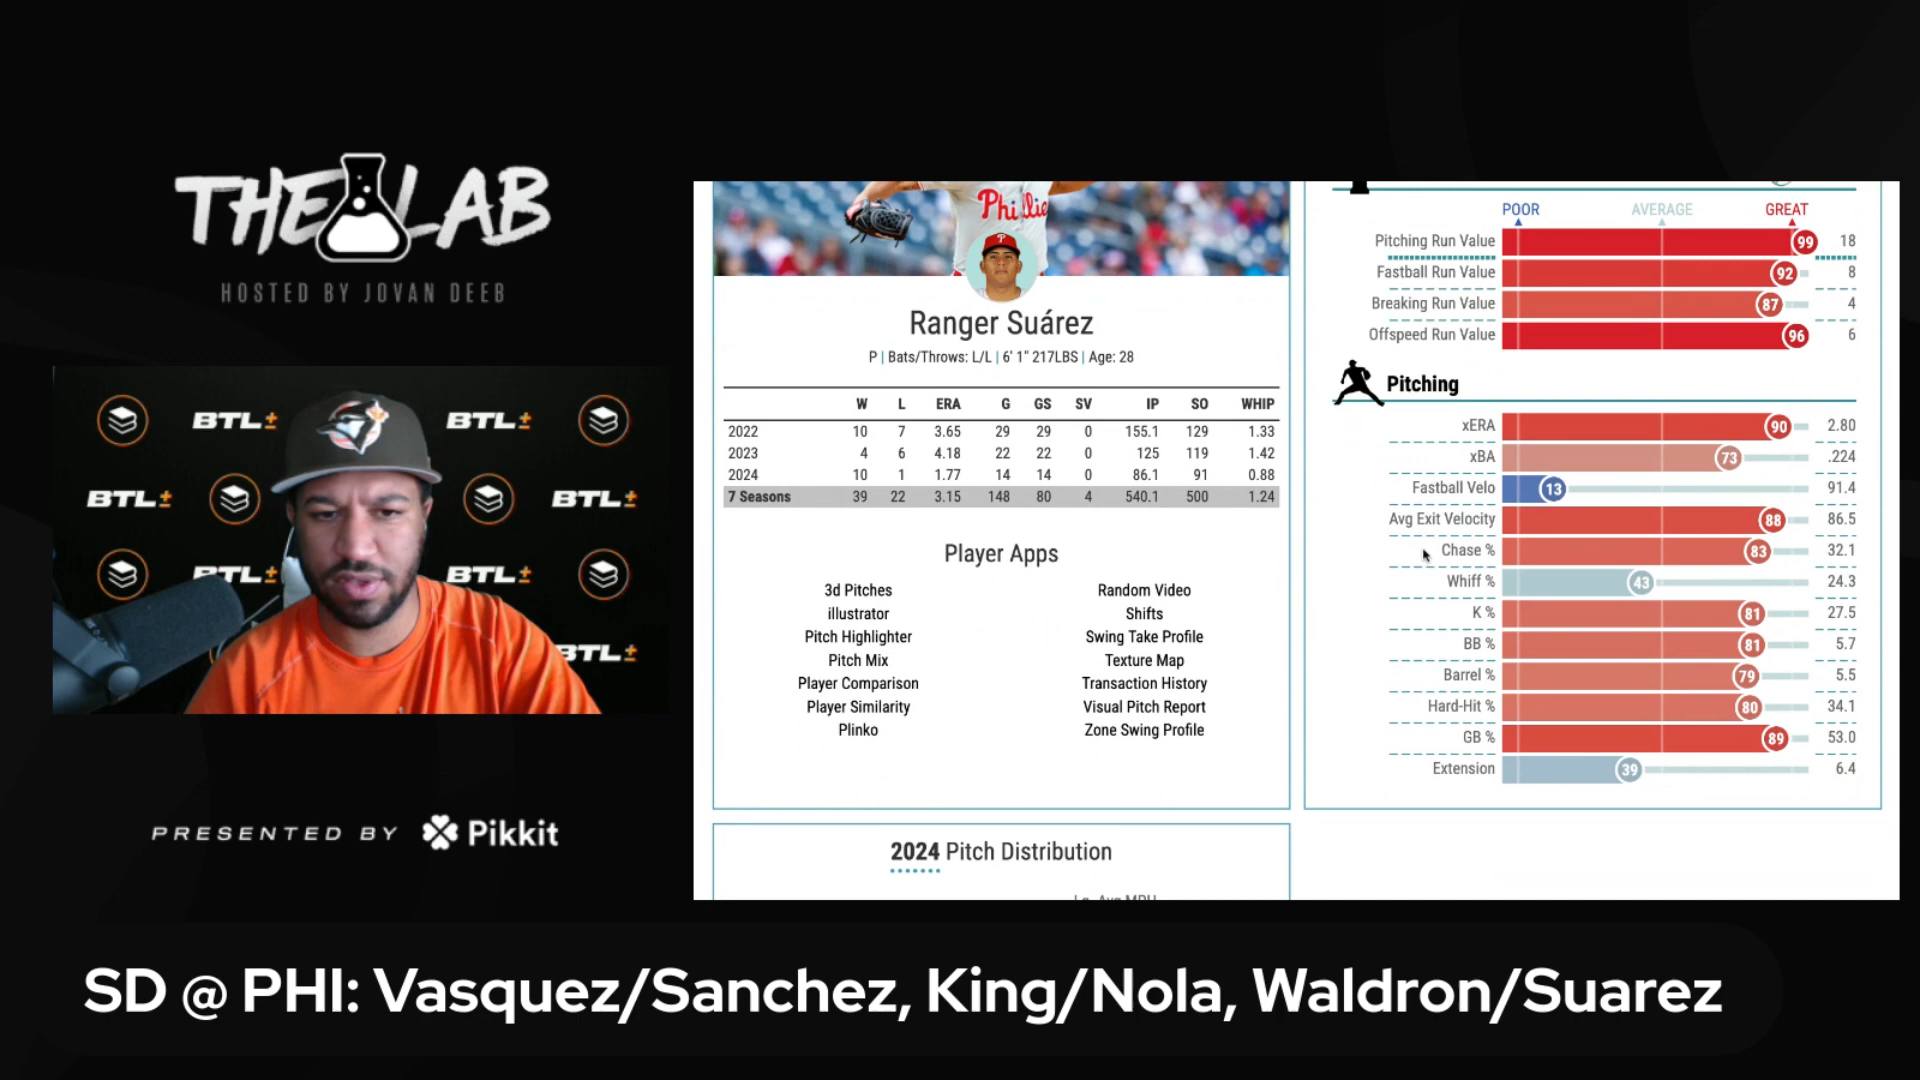 THE LAB
HOSTED BY JOVAN DEEB
BTL± BTL±
BTL± BTL±
BTL± BTL±
BTL±
PRESENTED BY Pikkit
Phillies
P
Ranger Suárez
P | Bats/Throws: L/L | 6' 1" 217LBS | Age: 28
W L ERA G GS SV IP SO WHIP
2022 10 7 3.65 29 29 0 155.1 129 1.33
2023 4 6 4.18 22 22 0 125 119 1.42
2024 10 1 1.77 14 14 0 86.1 91 0.88
7 Seasons 39 22 3.15 148 80 4 540.1 500 1.24
Player Apps
3d Pitches Random Video
illustrator Shifts
Pitch Highlighter Swing Take Profile
Pitch Mix Texture Map
Player Comparison Transaction History
Player Similarity Visual Pitch Report
Plinko Zone Swing Profile
2024 Pitch Distribution
POOR AVERAGE GREAT
Pitching Run Value 99 18
Fastball Run Value 92 8
Breaking Run Value 87 4
Offspeed Run Value 96 6
Pitching
xERA 90 2.80
xBA 73 .224
Fastball Velo 13 91.4
Avg Exit Velocity 88 86.5
Chase % 83 32.1
Whiff % 43 24.3
K % 81 27.5
BB % 81 5.7
Barrel % 79 5.5
Hard-Hit % 80 34.1
GB % 89 53.0
Extension 39 6.4
SD @ PHI: Vasquez/Sanchez, King/Nola, Waldron/Suarez